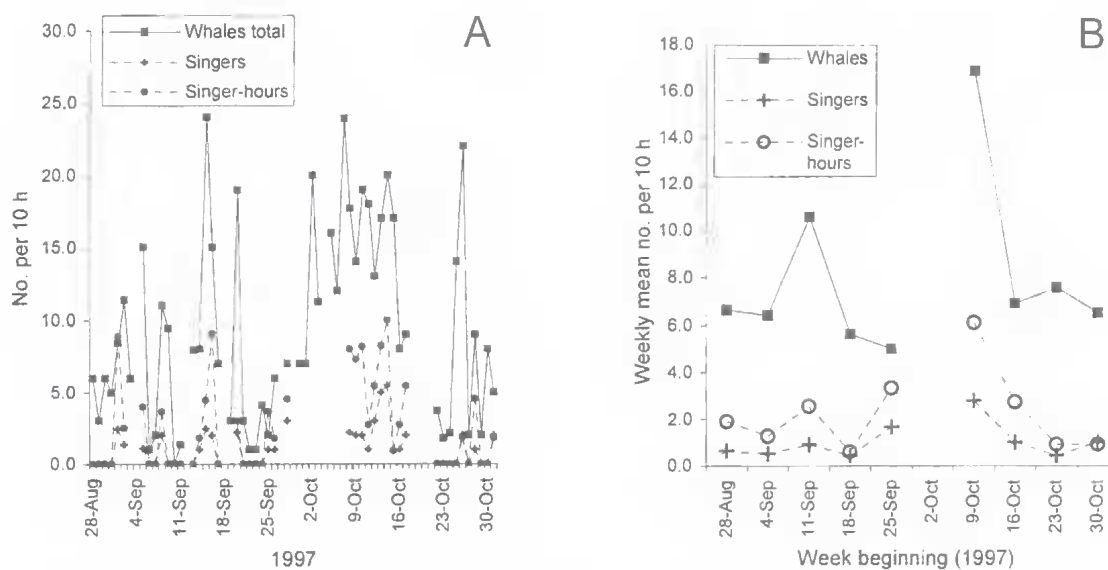 A
Whales total
Singers
Singer-hours
No. per 10 h
30.0
25.0
20.0
15.0
10.0
5.0
0.0
28-Aug
4-Sep
11-Sep
18-Sep
25-Sep
2-Oct
9-Oct
16-Oct
23-Oct
30-Oct
1997
B
Whales
Singers
Singer-
hours
Weekly mean no. per 10 h
18.0
16.0
14.0
12.0
10.0
8.0
6.0
4.0
2.0
0.0
28-Aug
4-Sep
11-Sep
18-Sep
25-Sep
2-Oct
9-Oct
16-Oct
23-Oct
30-Oct
Week beginning (1997)